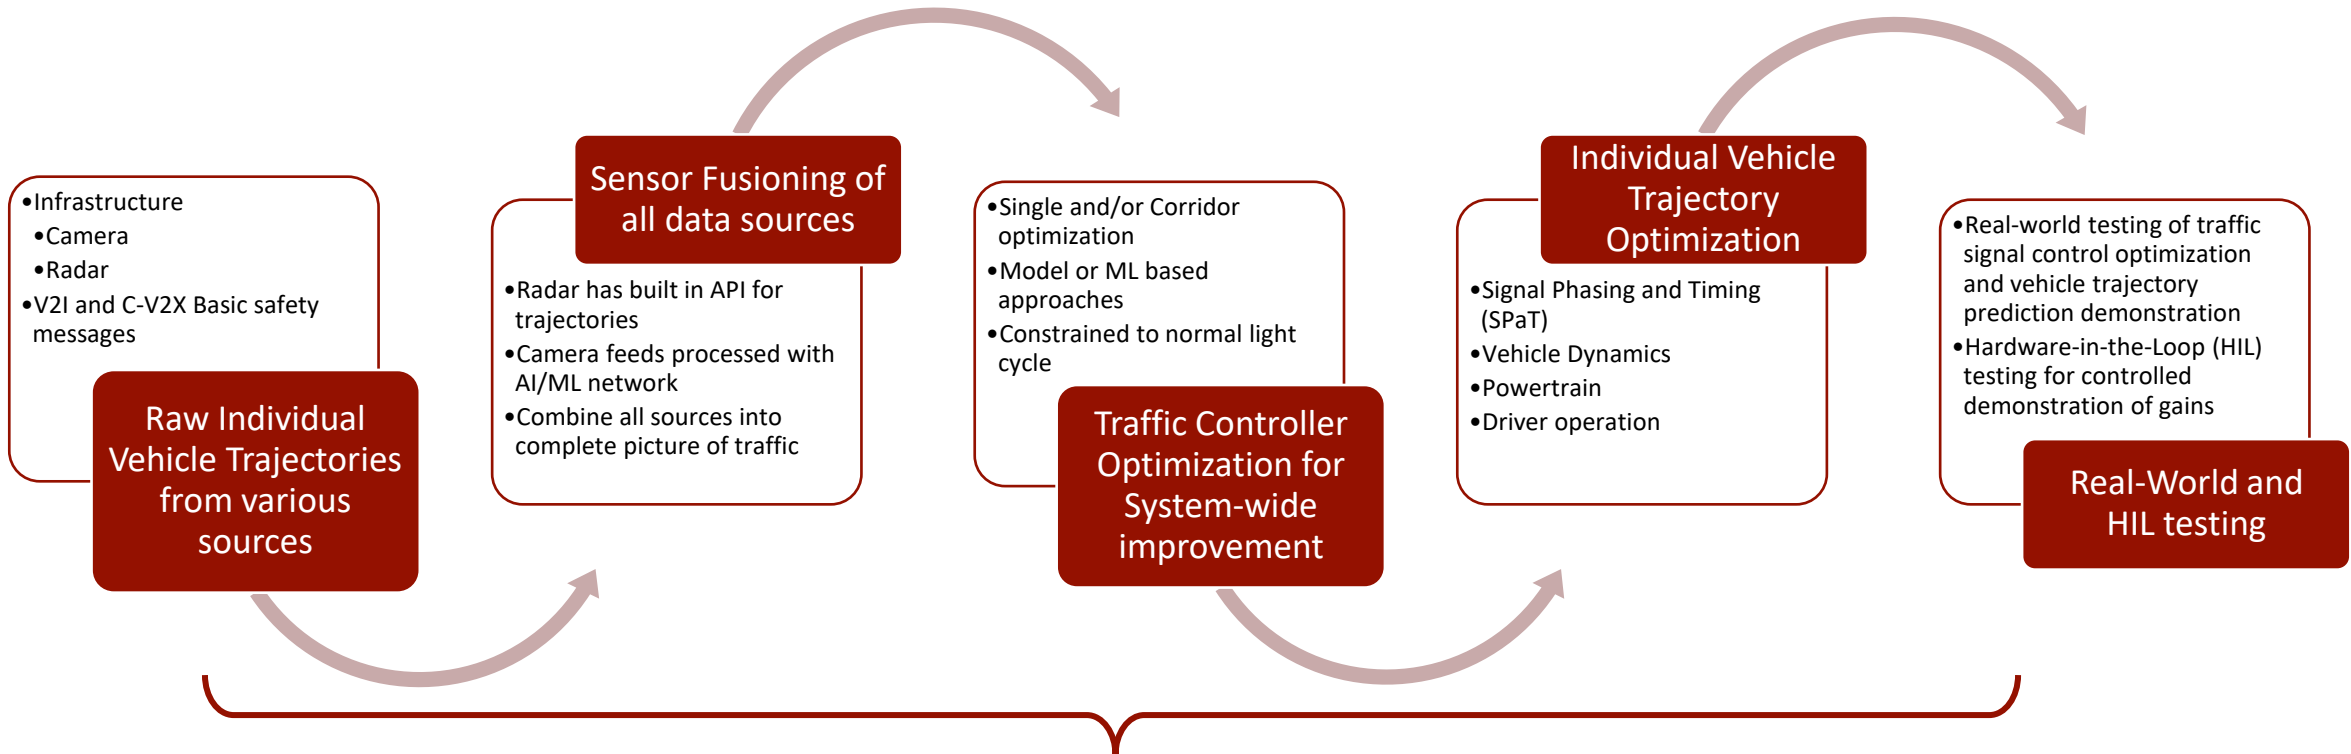 •Infrastructure
•Camera
•Radar
•V2I and C-V2X Basic safety
messages
Raw Individual
Vehicle Trajectories
from various
sources
Sensor Fusioning of
all data sources
•Radar has built in API for
trajectories
•Camera feeds processed with
AI/ML network
•Combine all sources into
complete picture of traffic
•Single and/or Corridor
optimization
•Model or ML based
approaches
•Constrained to normal light
cycle
Traffic Controller
Optimization for
System-wide
improvement
Individual Vehicle
Trajectory
Optimization
•Signal Phasing and Timing
(SPaT)
•Vehicle Dynamics
•Powertrain
•Driver operation
•Real-world testing of traffic
signal control optimization
and vehicle trajectory
prediction demonstration
•Hardware-in-the-Loop (HIL)
testing for controlled
demonstration of gains
Real-World and
HIL testing